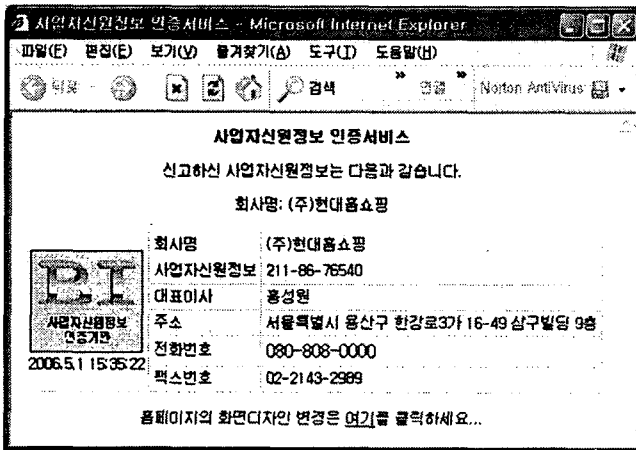 사업자신원정보 인증서비스 - Microsoft Internet Explorer
파일(F) 편집(E) 보기(V) 즐겨찾기(A) 도구(T) 도움말(H)
뒤로 검색 » 연결 » Norton AntiVirus
사업자신원정보 인증서비스
신고하신 사업자신원정보는 다음과 같습니다.
회사명: (주)현대홈쇼핑
회사명 (주)현대홈쇼핑
사업자신원정보 211-86-76540
대표이사 홍성원
주소 서울특별시 용산구 한강로3가 16-49 삼구빌딩 9층
전화번호 080-808-0000
팩스번호 02-2143-2989
B.I
사업자신원정보
인증기관
2006.5.1 15:35:22
홈페이지의 화면디자인 변경은 여기를 클릭하세요...